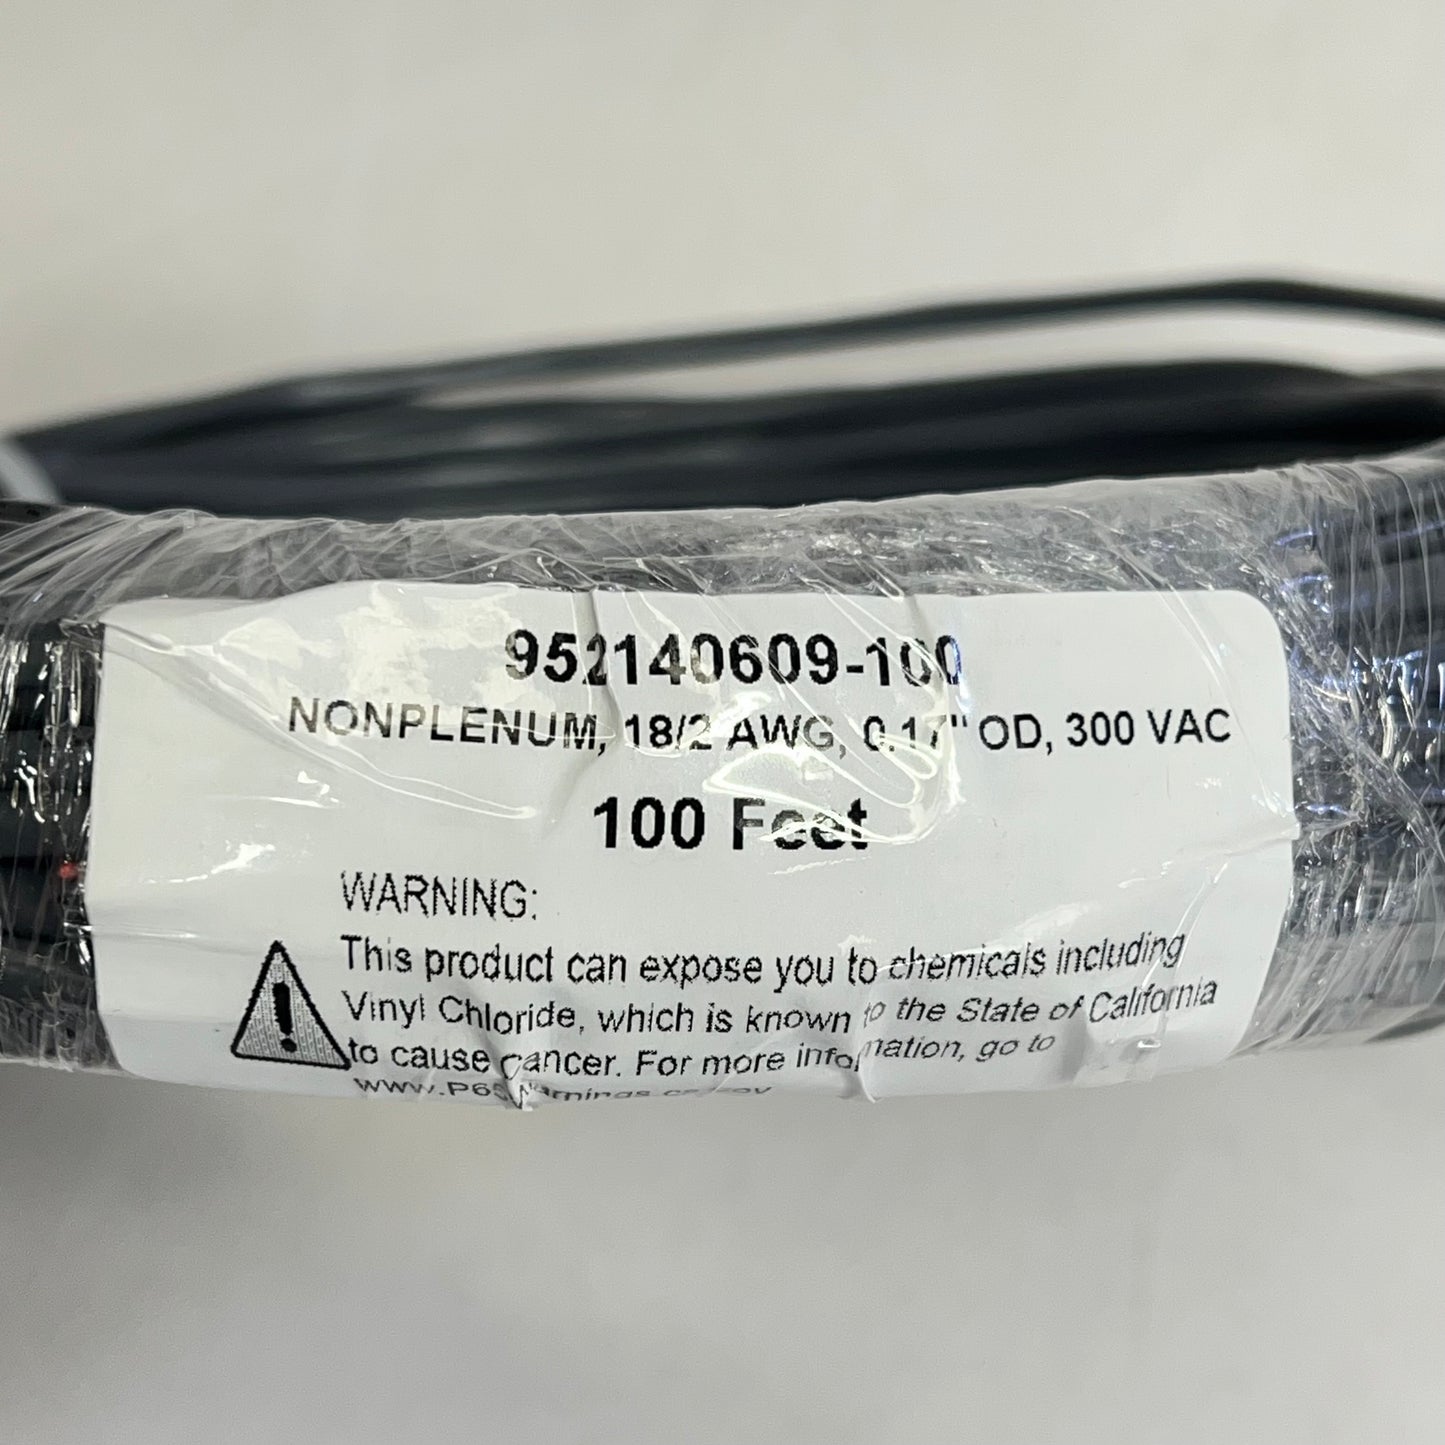 952140609-100
NONPLENUM, 18/2 AWG, 0.17" OD, 300 VAC
100 Feet
WARNING:
This product can expose you to chemicals including
Vinyl Chloride, which is known to the State of California
to cause cancer. For more information, go to